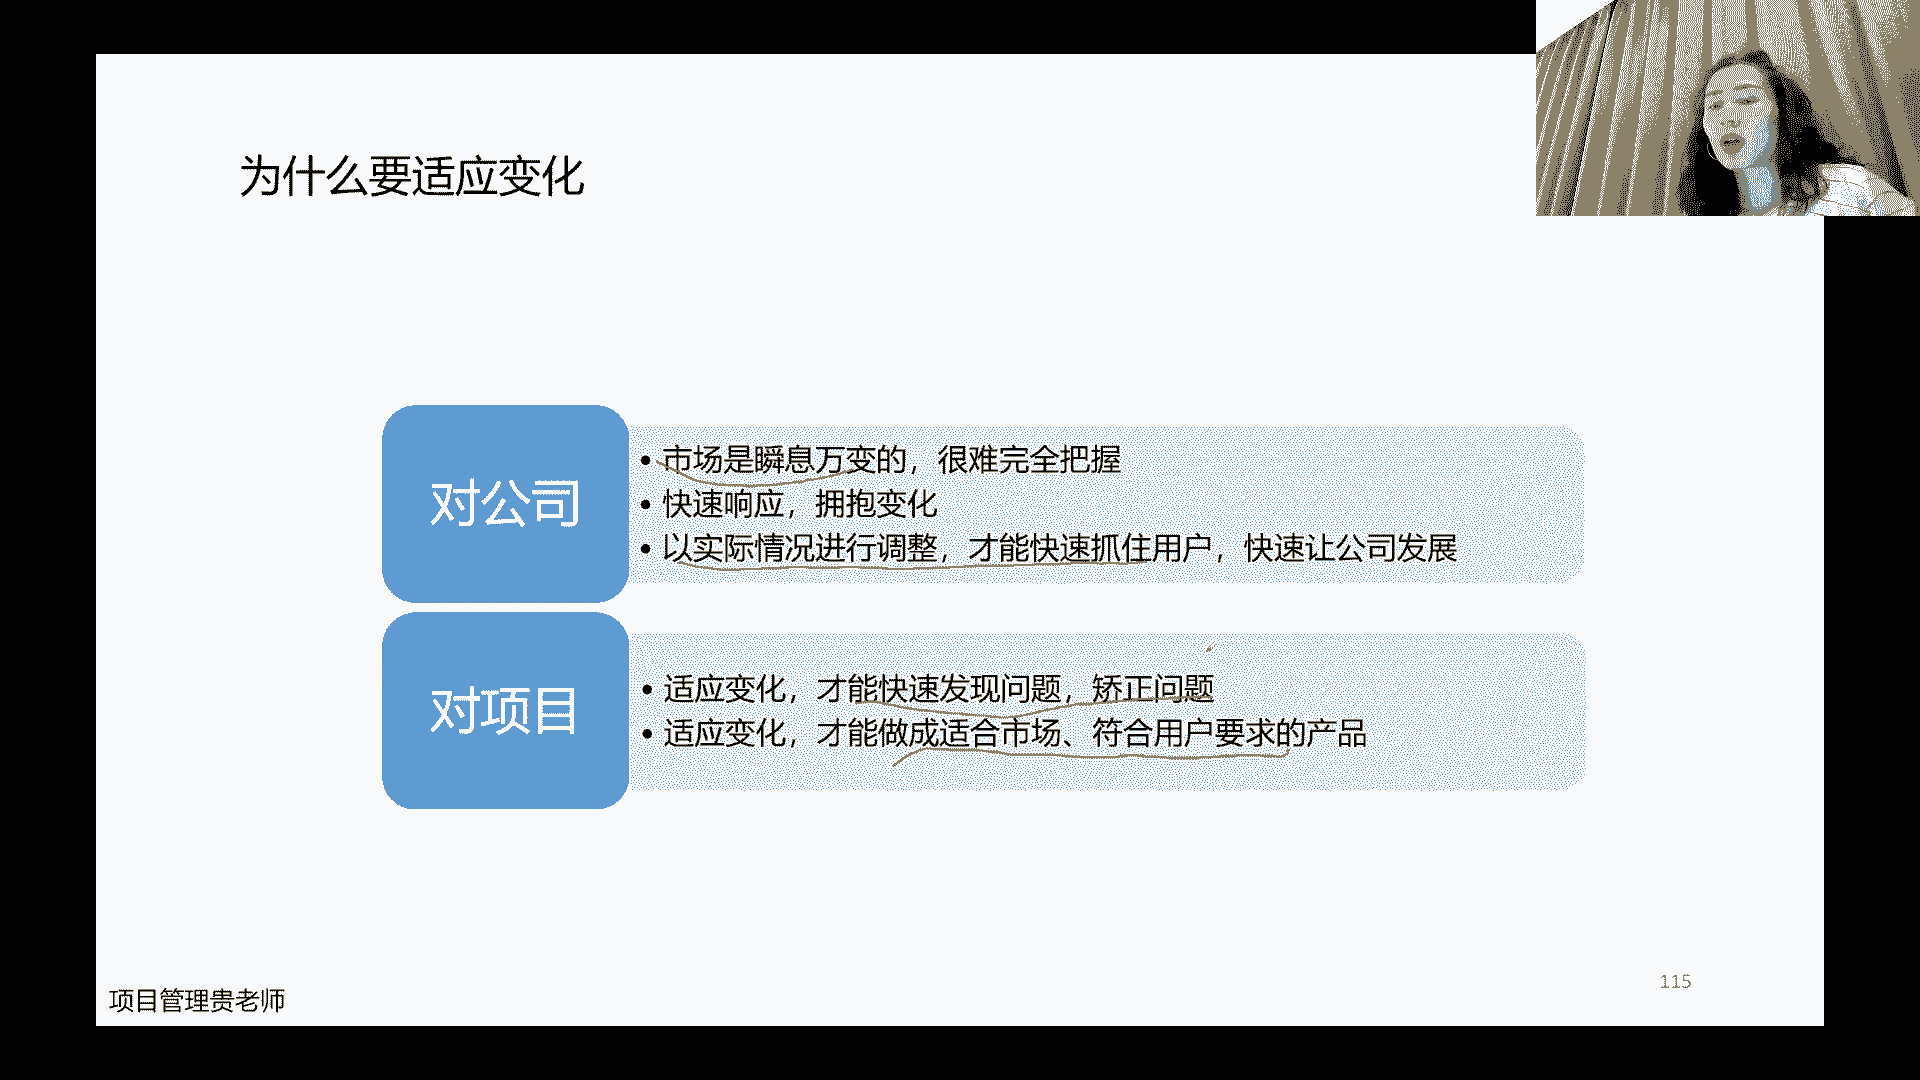 为什么要适应变化
对公司
• 市场是瞬息万变的，很难完全把握
• 快速响应，拥抱变化
• 以实际情况进行调整，才能快速抓住用户，快速让公司发展
对项目
• 适应变化，才能快速发现问题，矫正问题
• 适应变化，才能做成适合市场、符合用户要求的产品
115
项目管理贵老师